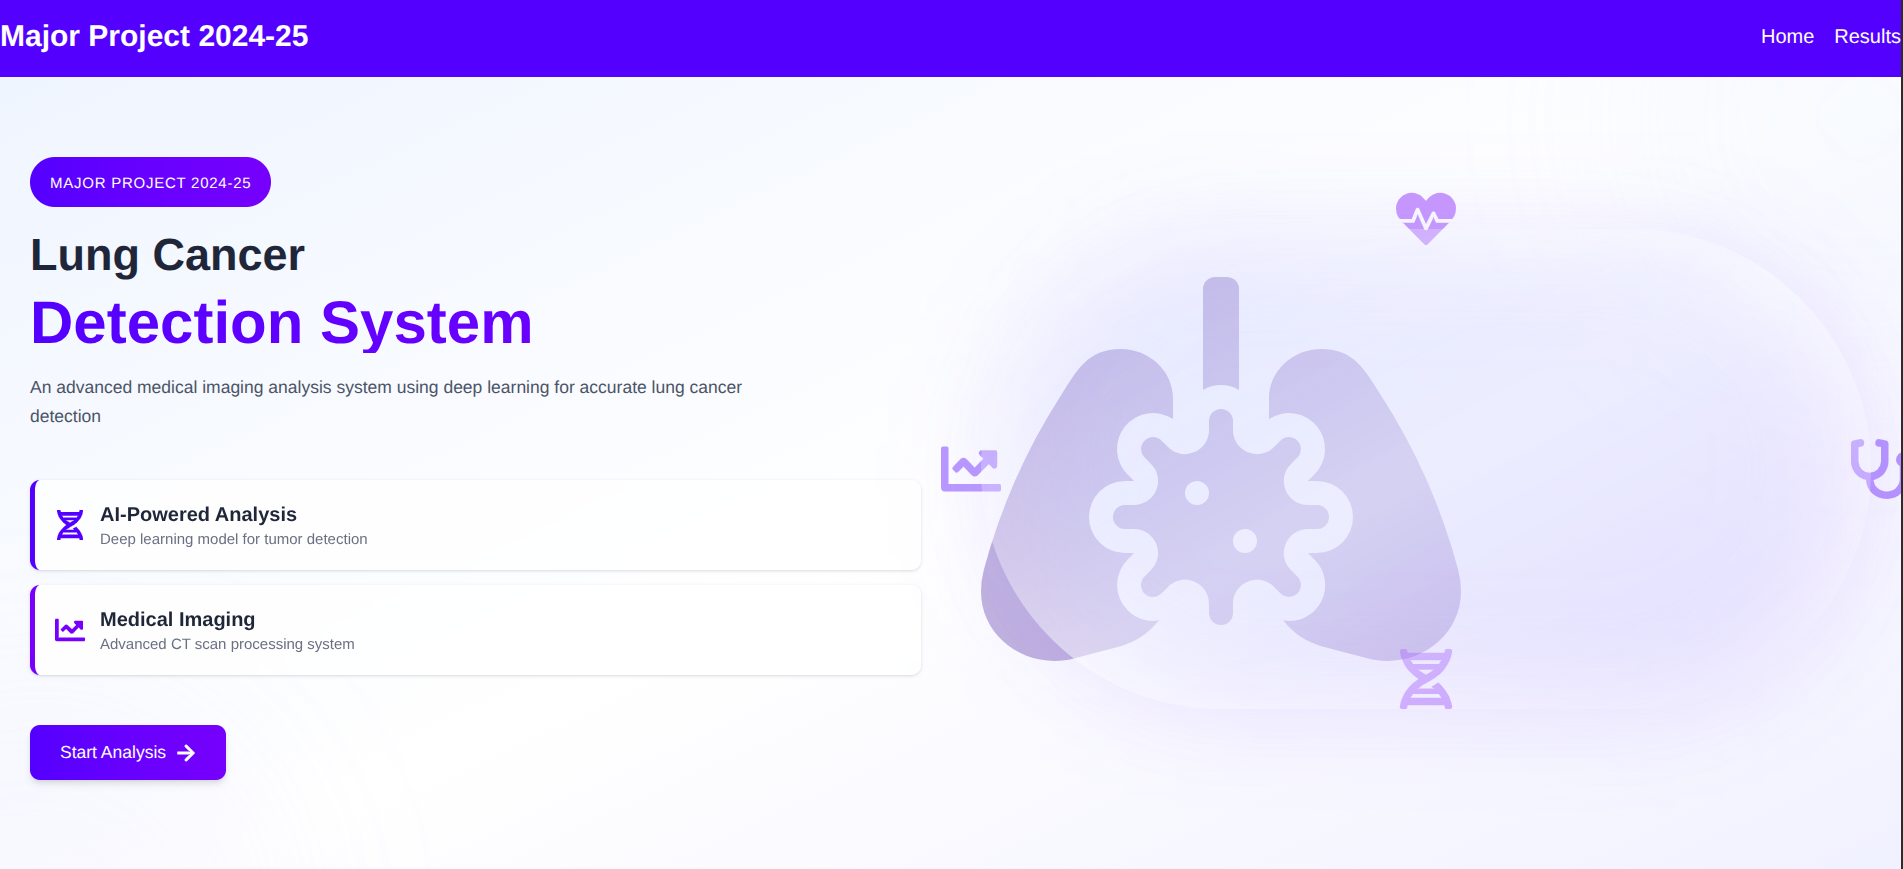 Major Project 2024-25
Home Results
MAJOR PROJECT 2024-25
Lung Cancer
Detection System
An advanced medical imaging analysis system using deep learning for accurate lung cancer
detection
AI-Powered Analysis
Deep learning model for tumor detection
Medical Imaging
Advanced CT scan processing system
Start Analysis